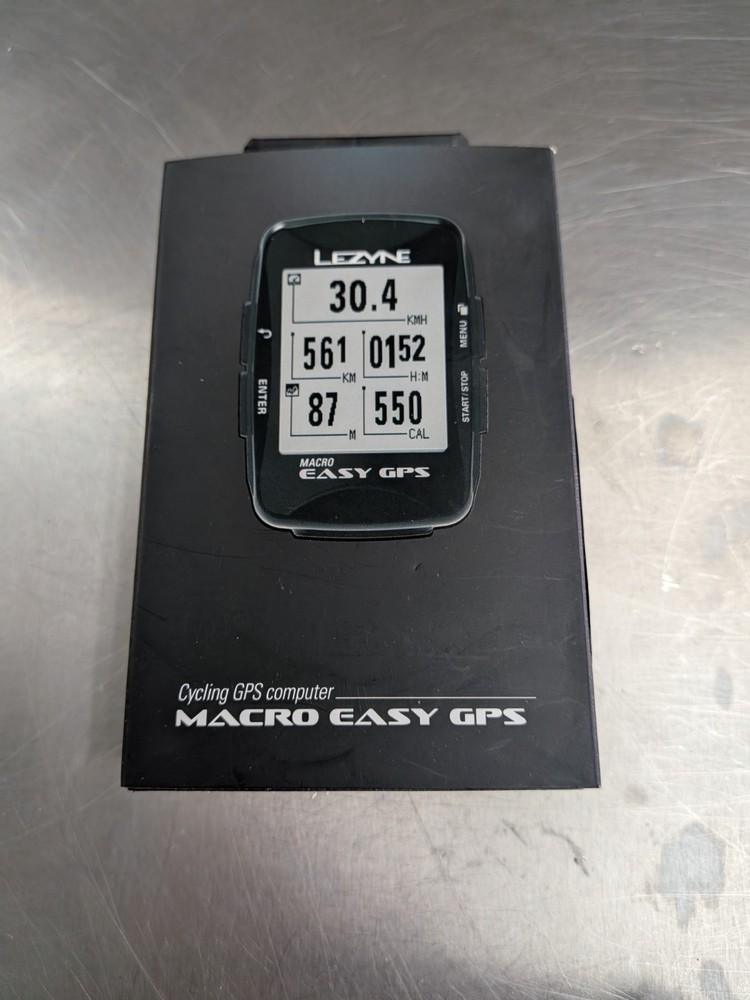 LEZYNE
30.4
KMH
561
KM
0152
H:M
87
M
550
CAL
MENU
START/STOP
ENTER
MACRO
EASY GPS
Cycling GPS computer
MACRO EASY GPS